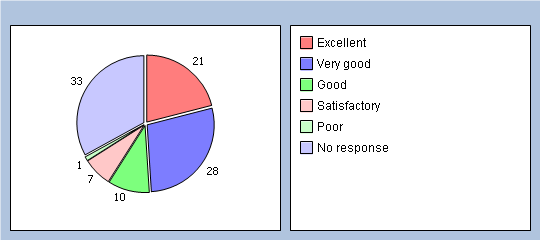 21
28
10
7
1
33
Excellent
Very good
Good
Satisfactory
Poor
No response